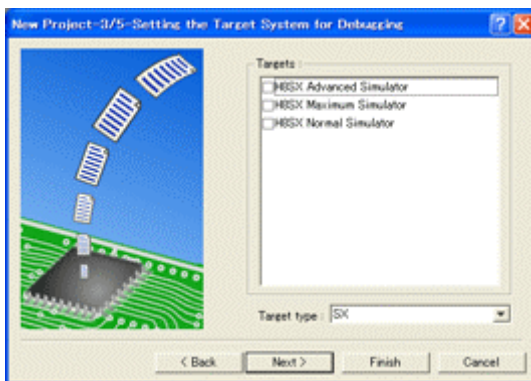 New Project-3/5-Setting the Target System for Debugging
Targets :
H8SX Advanced Simulator
H8SX Maximum Simulator
H8SX Normal Simulator
Target type : SX
< Back
Next >
Finish
Cancel